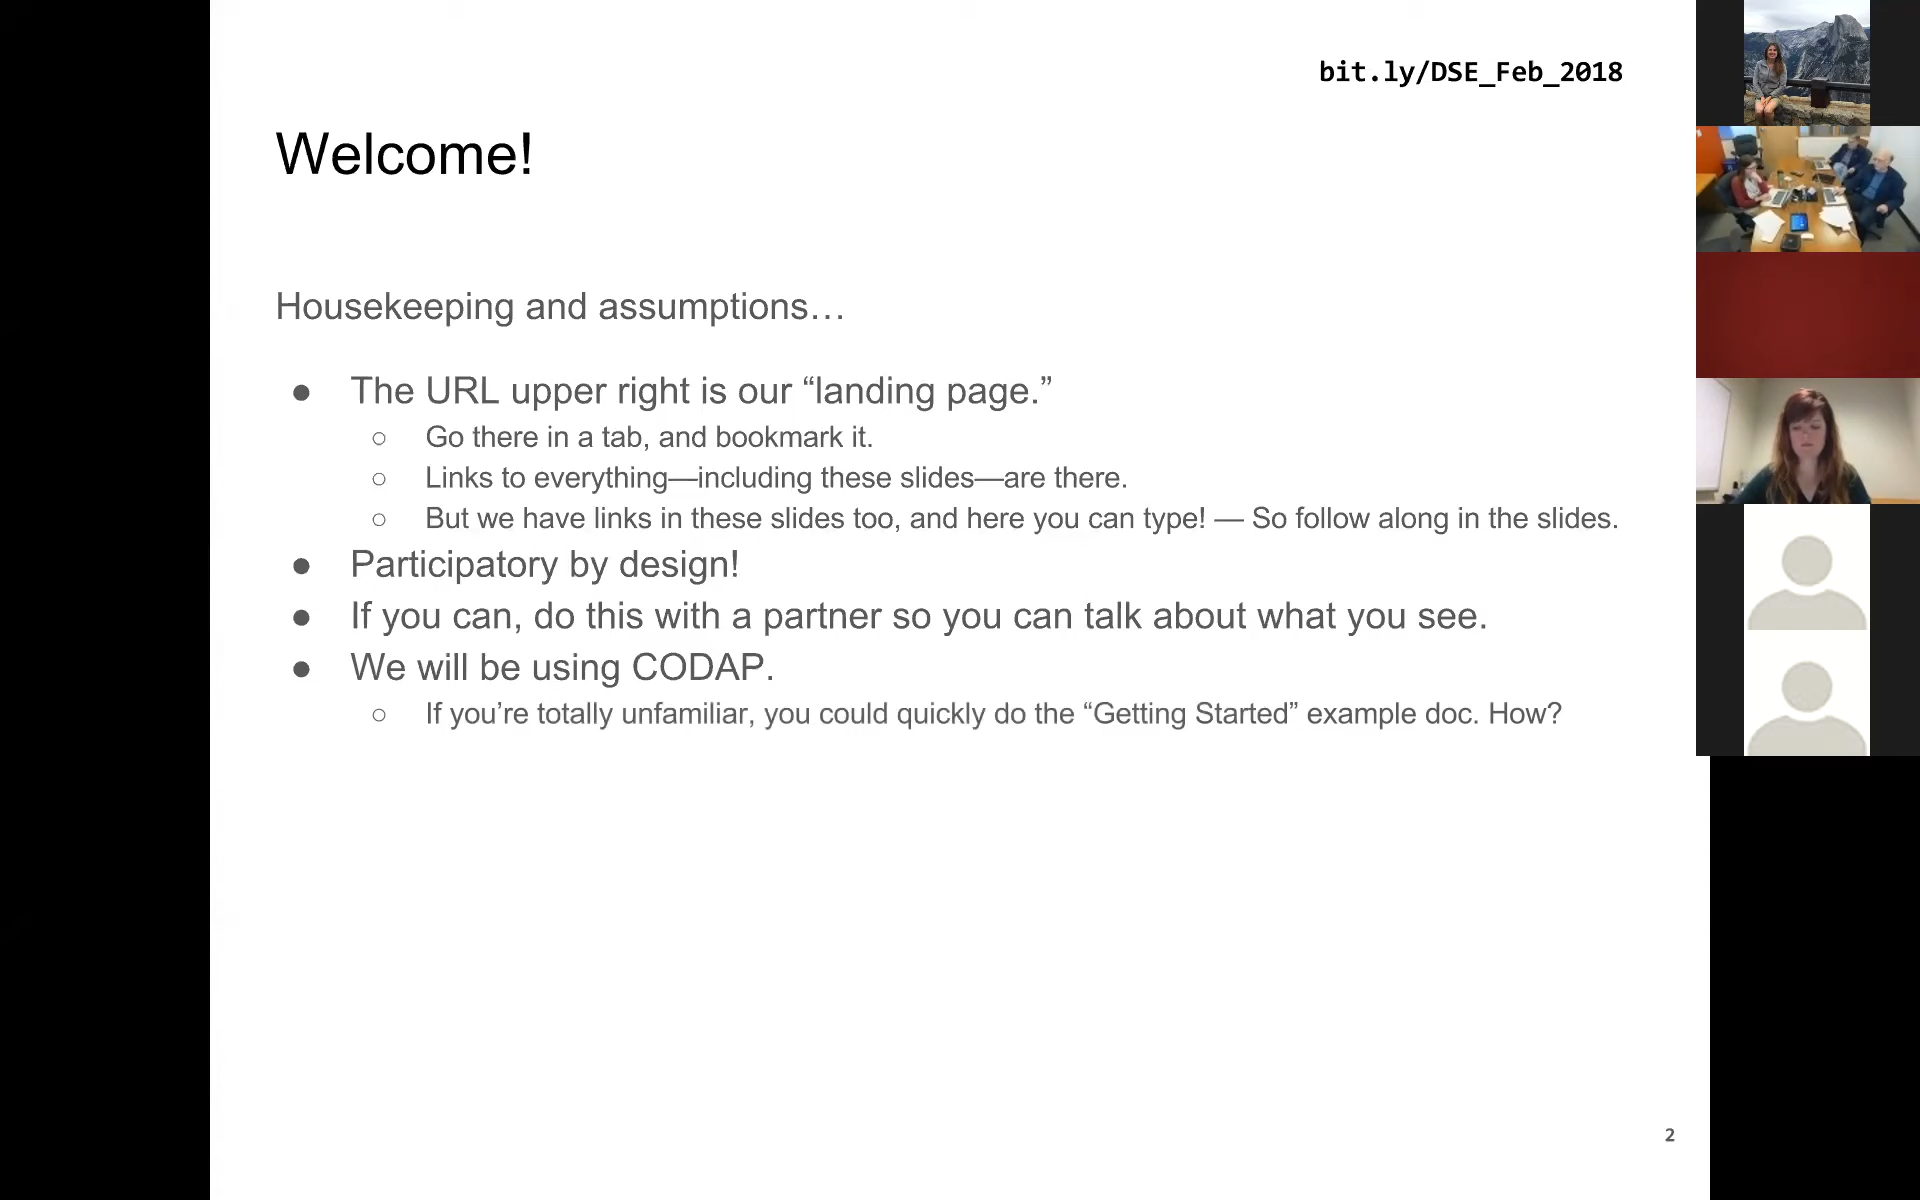 bit.ly/DSE_Feb_2018
Welcome!
Housekeeping and assumptions…
● The URL upper right is our “landing page.”
○ Go there in a tab, and bookmark it.
○ Links to everything—including these slides—are there.
○ But we have links in these slides too, and here you can type! — So follow along in the slides.
● Participatory by design!
● If you can, do this with a partner so you can talk about what you see.
● We will be using CODAP.
○ If you’re totally unfamiliar, you could quickly do the “Getting Started” example doc. How?
2